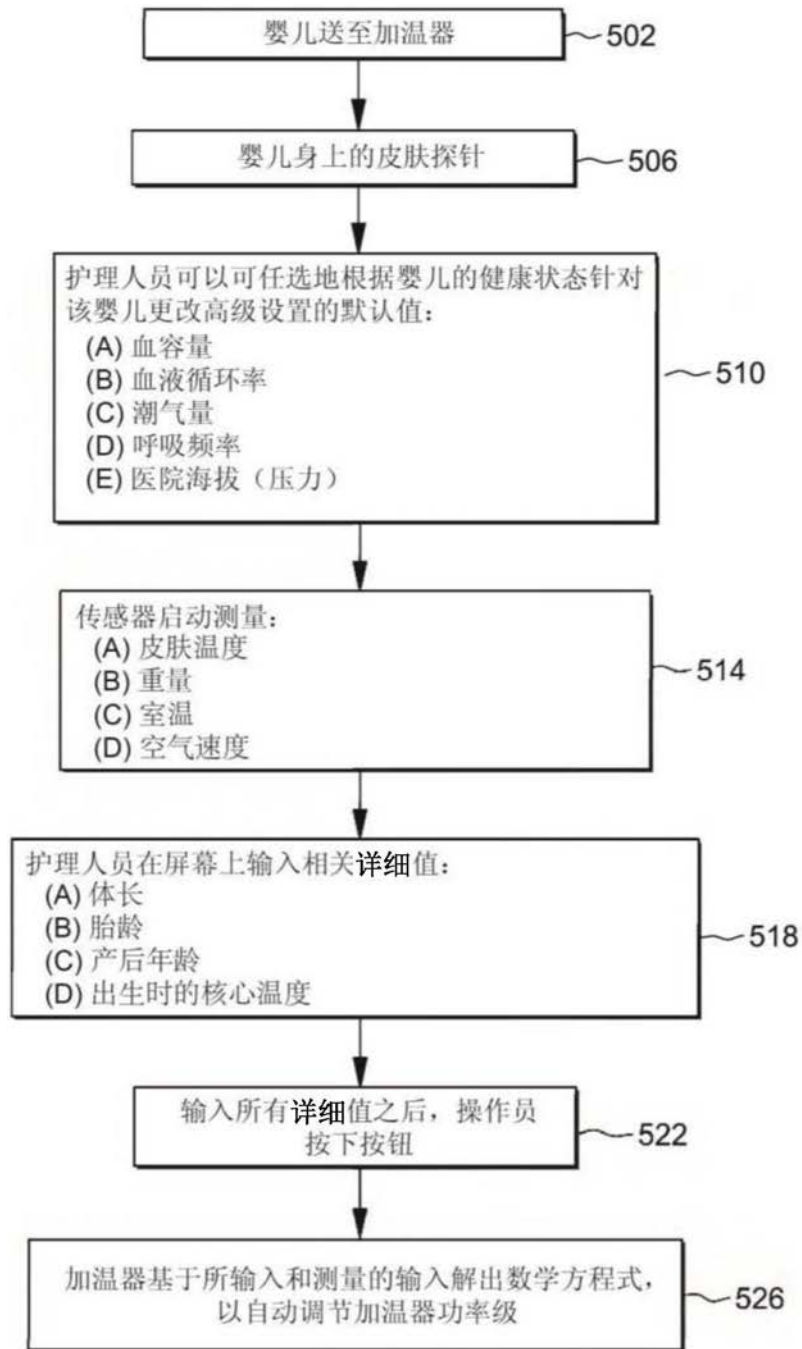 婴儿送至加温器
502
婴儿身上的皮肤探针
506
护理人员可以可任选地根据婴儿的健康状态针对
该婴儿更改高级设置的默认值：
(A) 血容量
(B) 血液循环率
(C) 潮气量
(D) 呼吸频率
(E) 医院海拔（压力）
510
传感器启动测量：
(A) 皮肤温度
(B) 重量
(C) 室温
(D) 空气速度
514
护理人员在屏幕上输入相关详细值：
(A) 体长
(B) 胎龄
(C) 产后年龄
(D) 出生时的核心温度
518
输入所有详细值之后，操作员
按下按钮
522
加温器基于所输入和测量的输入解出数学方程式，
以自动调节加温器功率级
526